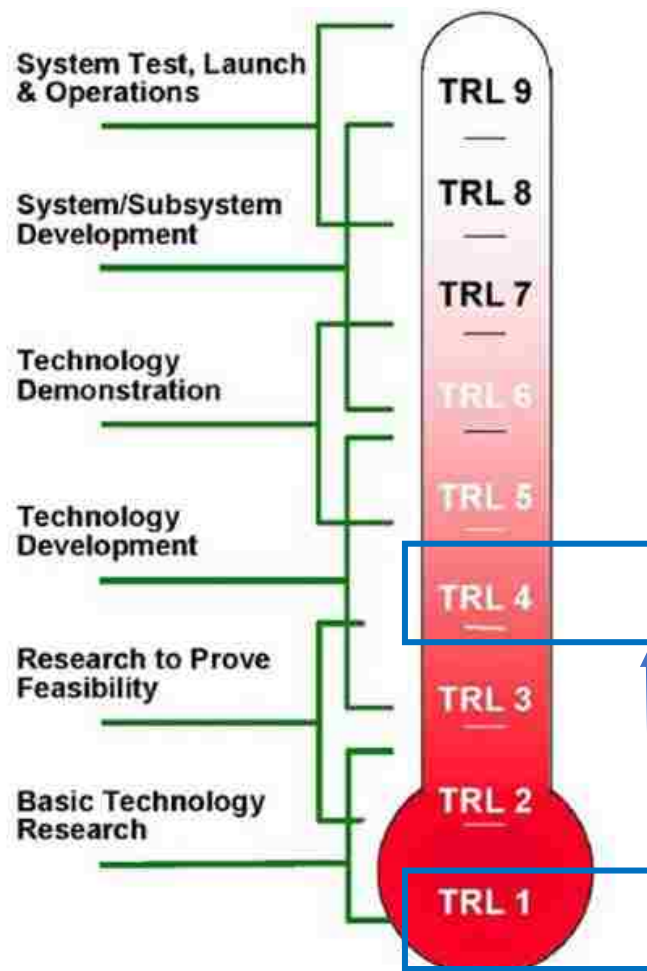 System Test, Launch
& Operations
System/Subsystem
Development
Technology
Demonstration
Technology
Development
Research to Prove
Feasibility
Basic Technology
Research
TRL 9
TRL 8
TRL 7
TRL 6
TRL 5
TRL 4
TRL 3
TRL 2
TRL 1